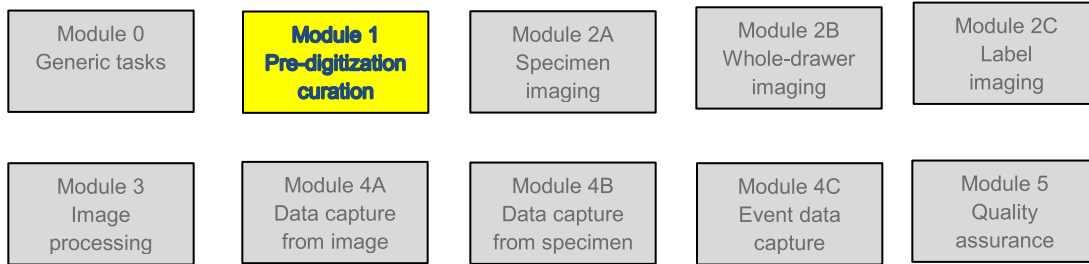 Module 0
Generic tasks
Module 1
Pre-digitization
curation
Module 2A
Specimen
imaging
Module 2B
Whole-drawer
imaging
Module 2C
Label
imaging
Module 3
Image
processing
Module 4A
Data capture
from image
Module 4B
Data capture
from specimen
Module 4C
Event data
capture
Module 5
Quality
assurance